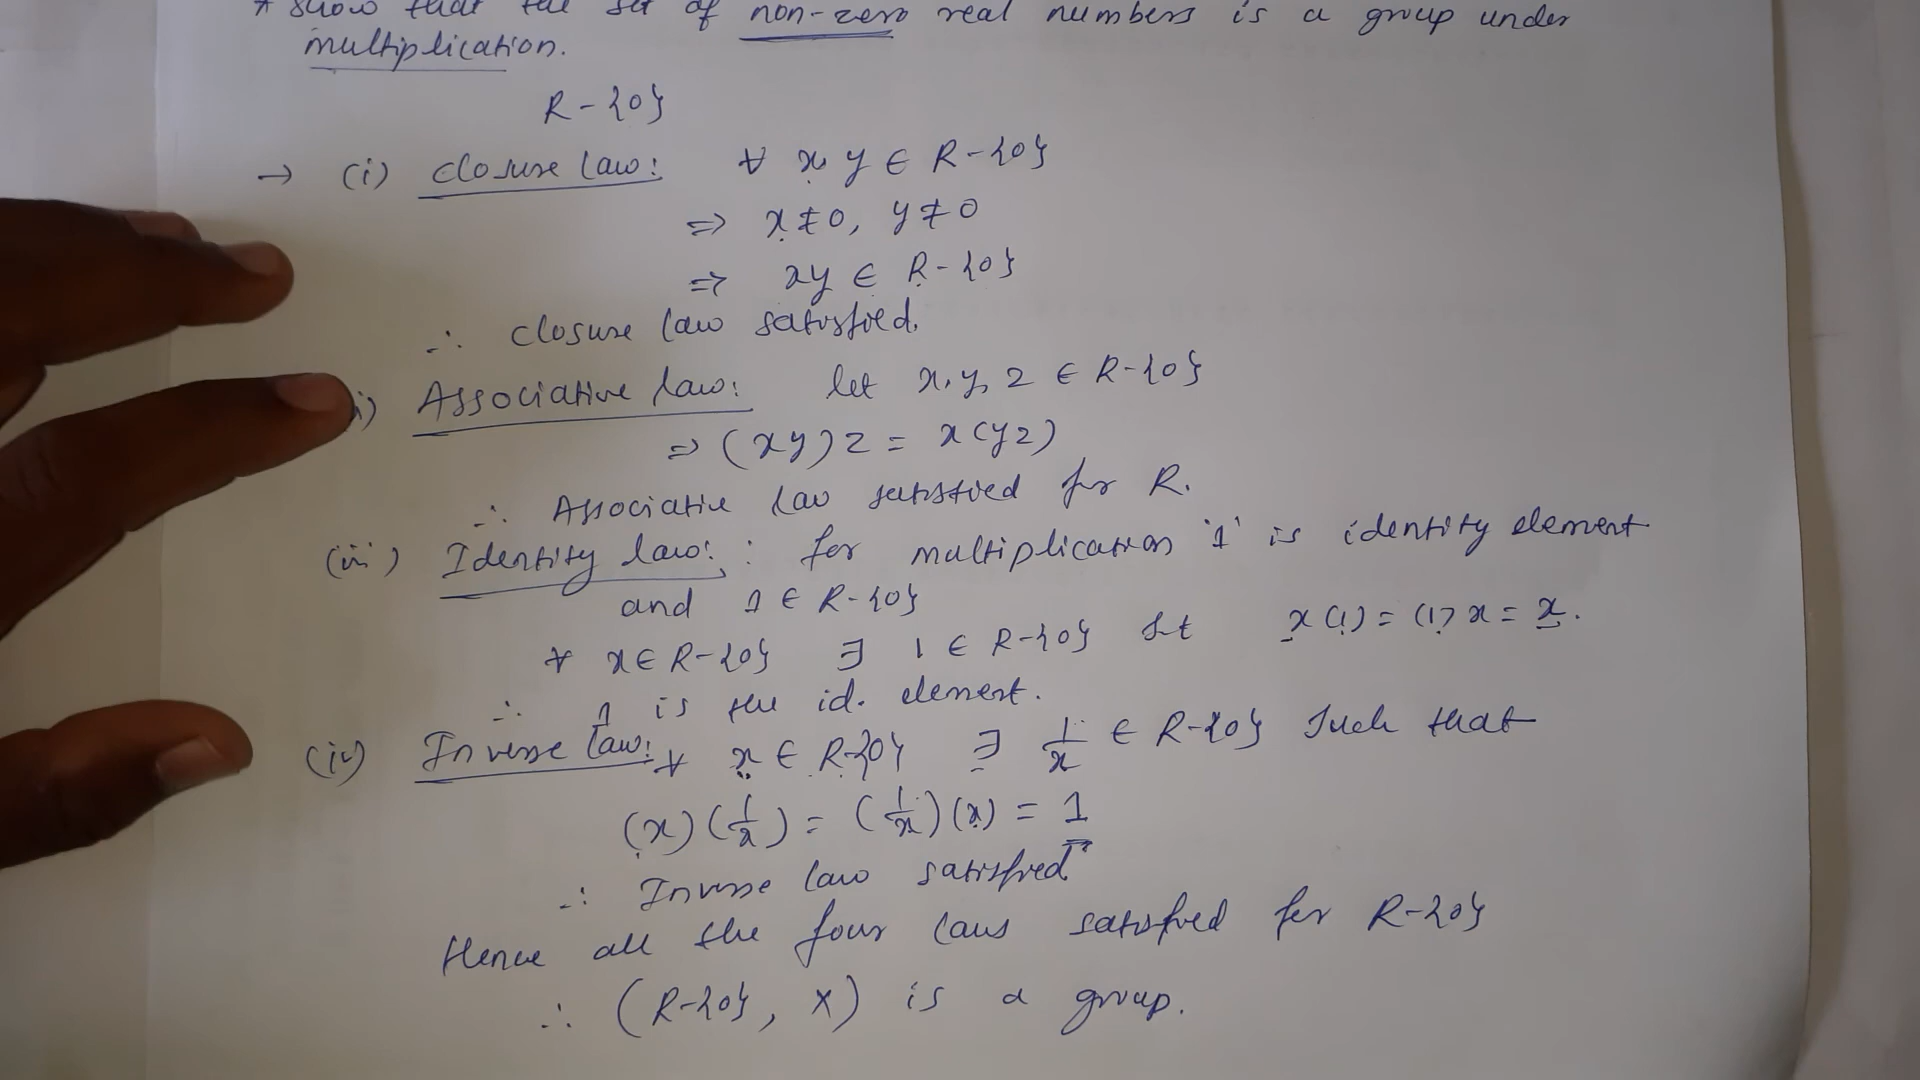 * Show that the set of non-zero real numbers is a group under
multiplication.
R-{0}
→ (i) closure law: ∀ x, y ∈ R-{0}
⇒ x≠0, y≠0
⇒ xy ∈ R-{0}
∴ closure law satisfied.
i) Associative law: let x, y, z ∈ R-{0}
⇒ (xy)z = x(yz)
∴ Associative law satisfied for R.
(iii) Identity law: : for multiplication '1' is identity element
and 1 ∈ R-{0}
∀ x ∈ R-{0} ∃ 1 ∈ R-{0} s.t x(1) = (1)x = x.
∴ 1 is the id. element.
(iv) Inverse law: ∀ x ∈ R-{0} ∃ 1/x ∈ R-{0} Such that
(x)(1/x) = (1/x)(x) = 1
∴ Inverse law satisfied
Hence all the four laws satisfied for R-{0}
∴ (R-{0}, ×) is a group.